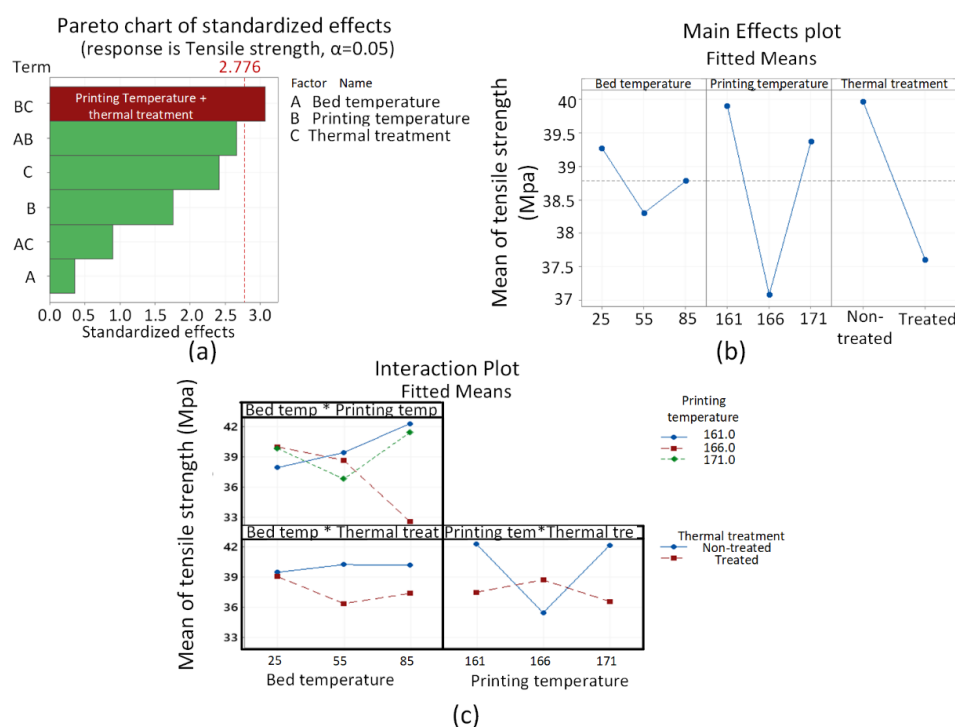 Pareto chart of standardized effects
(response is Tensile strength, α=0.05)
Term
2.776
BC
AB
C
B
AC
A
Printing Temperature +
thermal treatment
0.0 0.5 1.0 1.5 2.0 2.5 3.0
Standardized effects
(a)
Factor Name
A Bed temperature
B Printing temperature
C Thermal treatment
Main Effects plot
Fitted Means
Bed temperature Printing temperature Thermal treatment
Mean of tensile strength
(Mpa)
40
39.5
39
38.5
38
37.5
37
25 55 85 161 166 171 Non-
treated Treated
(b)
Interaction Plot
Fitted Means
Mean of tensile strength (Mpa)
Bed temp * Printing temp
42
39
36
33
Printing
temperature
161.0
166.0
171.0
Mean of tensile strength (Mpa)
Bed temp * Thermal treat Printing tem*Thermal tre
42
39
36
33
Thermal treatment
Non-treated
Treated
25 55 85 161 166 171
Bed temperature Printing temperature
(c)